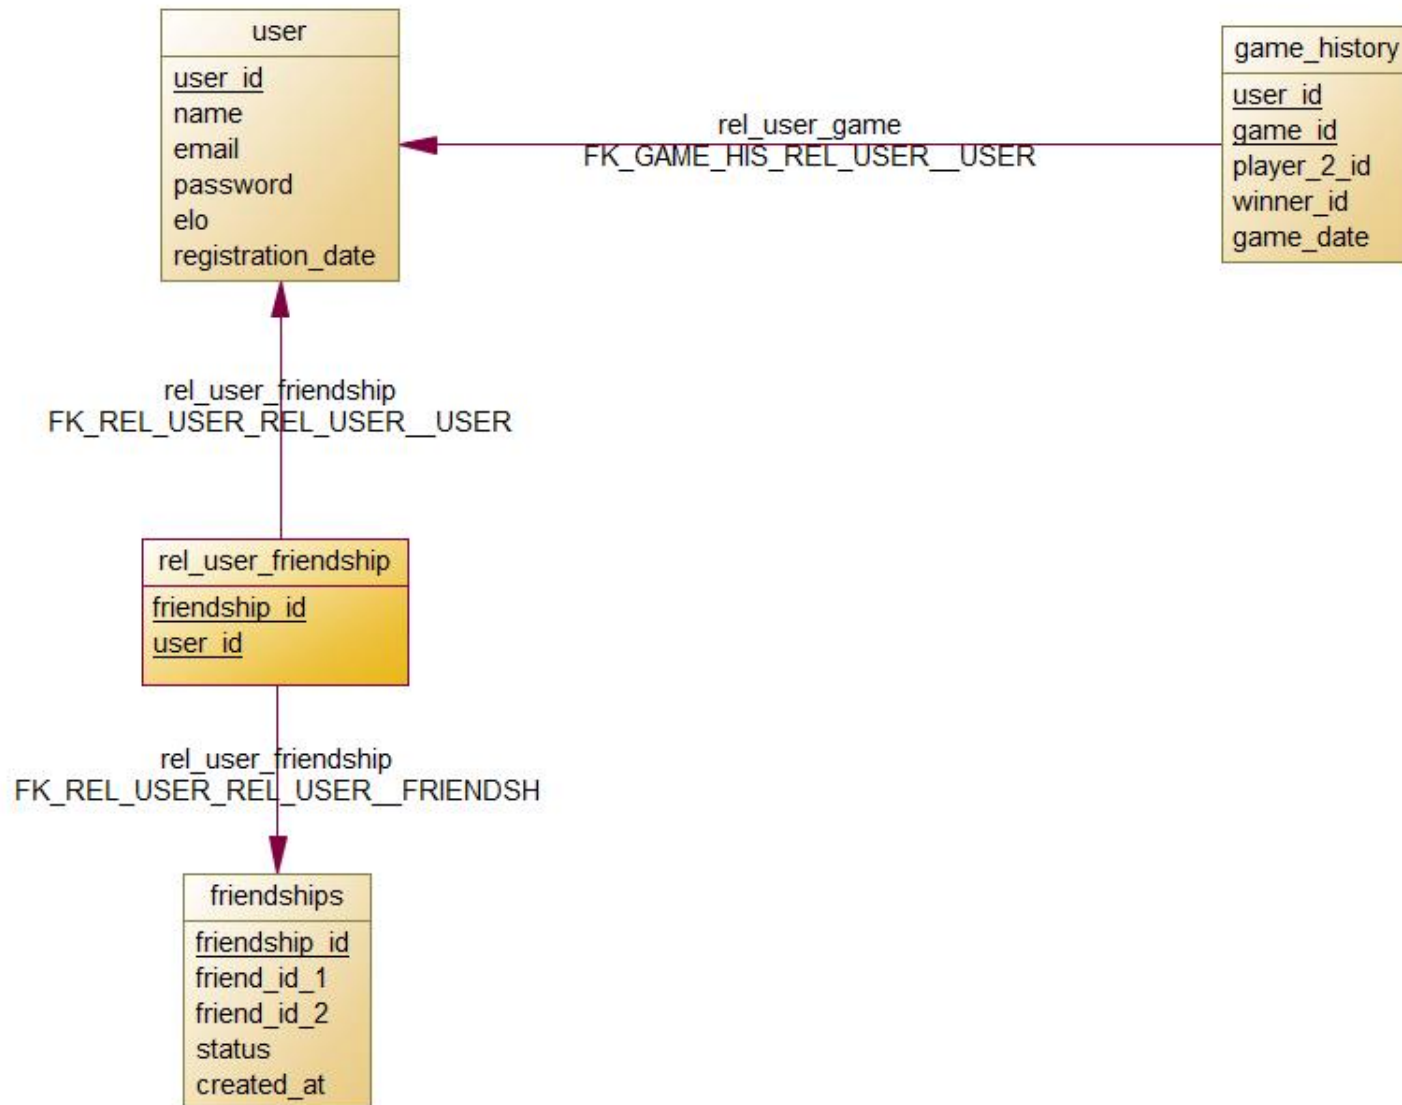 user
user_id
name
email
password
elo
registration_date
rel_user_game
FK_GAME_HIS_REL_USER__USER
game_history
user_id
game_id
player_2_id
winner_id
game_date
rel_user_friendship
FK_REL_USER_REL_USER__USER
rel_user_friendship
friendship_id
user_id
rel_user_friendship
FK_REL_USER_REL_USER__FRIENDSH
friendships
friendship_id
friend_id_1
friend_id_2
status
created_at